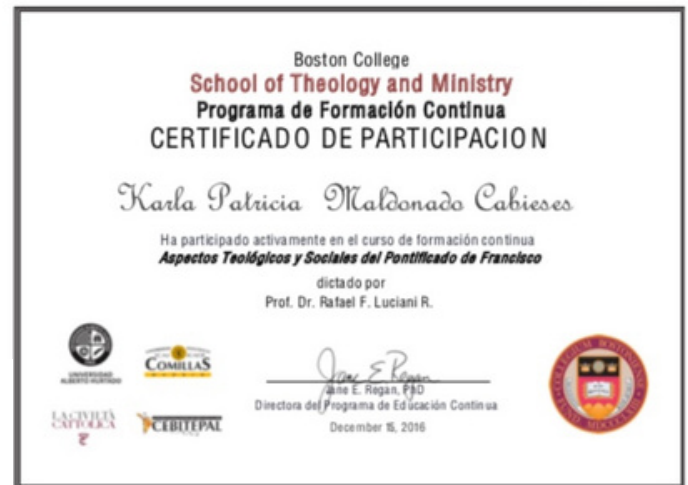 Boston College
School of Theology and Ministry
Programa de Formación Continua
CERTIFICADO DE PARTICIPACION
Karla Patricia Maldonado Cabieses
Ha participado activamente en el curso de formación continua
Aspectos Teológicos y Sociales del Pontificado de Francisco
dictado por
Prof. Dr. Rafael F. Luciani R.
UNIVERSIDAD
ALBERTO HURTADO
COMILLAS
LA CIVILTÀ
CATTOLICA
CEBITEPAL
Jane E. Regan
Jane E. Regan, PhD
Directora del Programa de Educación Continua
December 15, 2016